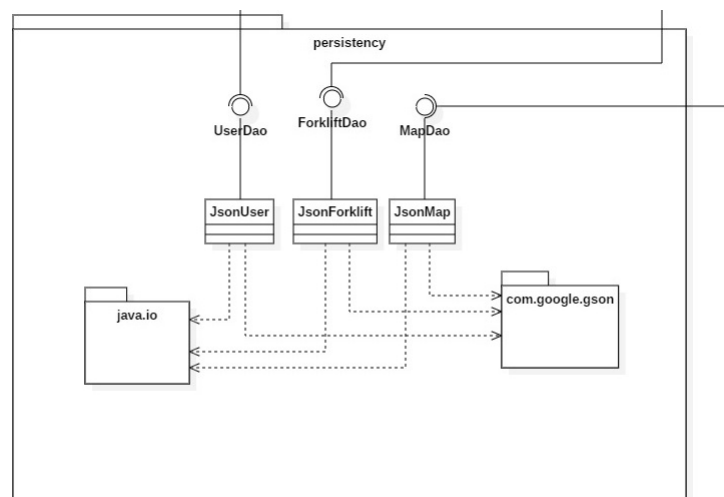 persistency
UserDao
ForkliftDao
MapDao
JsonUser
JsonForklift
JsonMap
java.io
com.google.gson